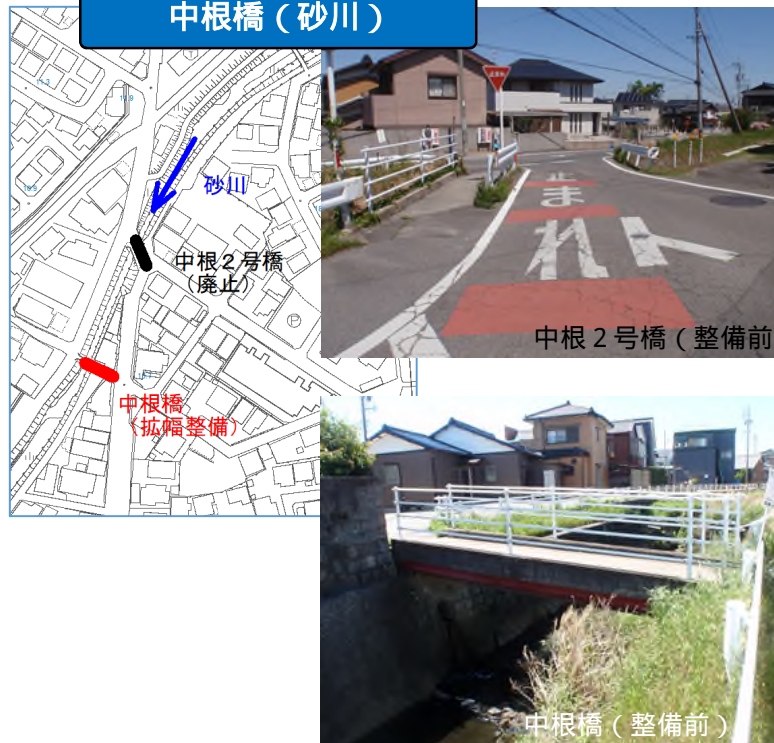 中根橋(砂川)
砂川
中根2号橋
(廃止)
中根橋
(拡幅整備)
中根2号橋(整備前
止まれ
中根橋(整備前)